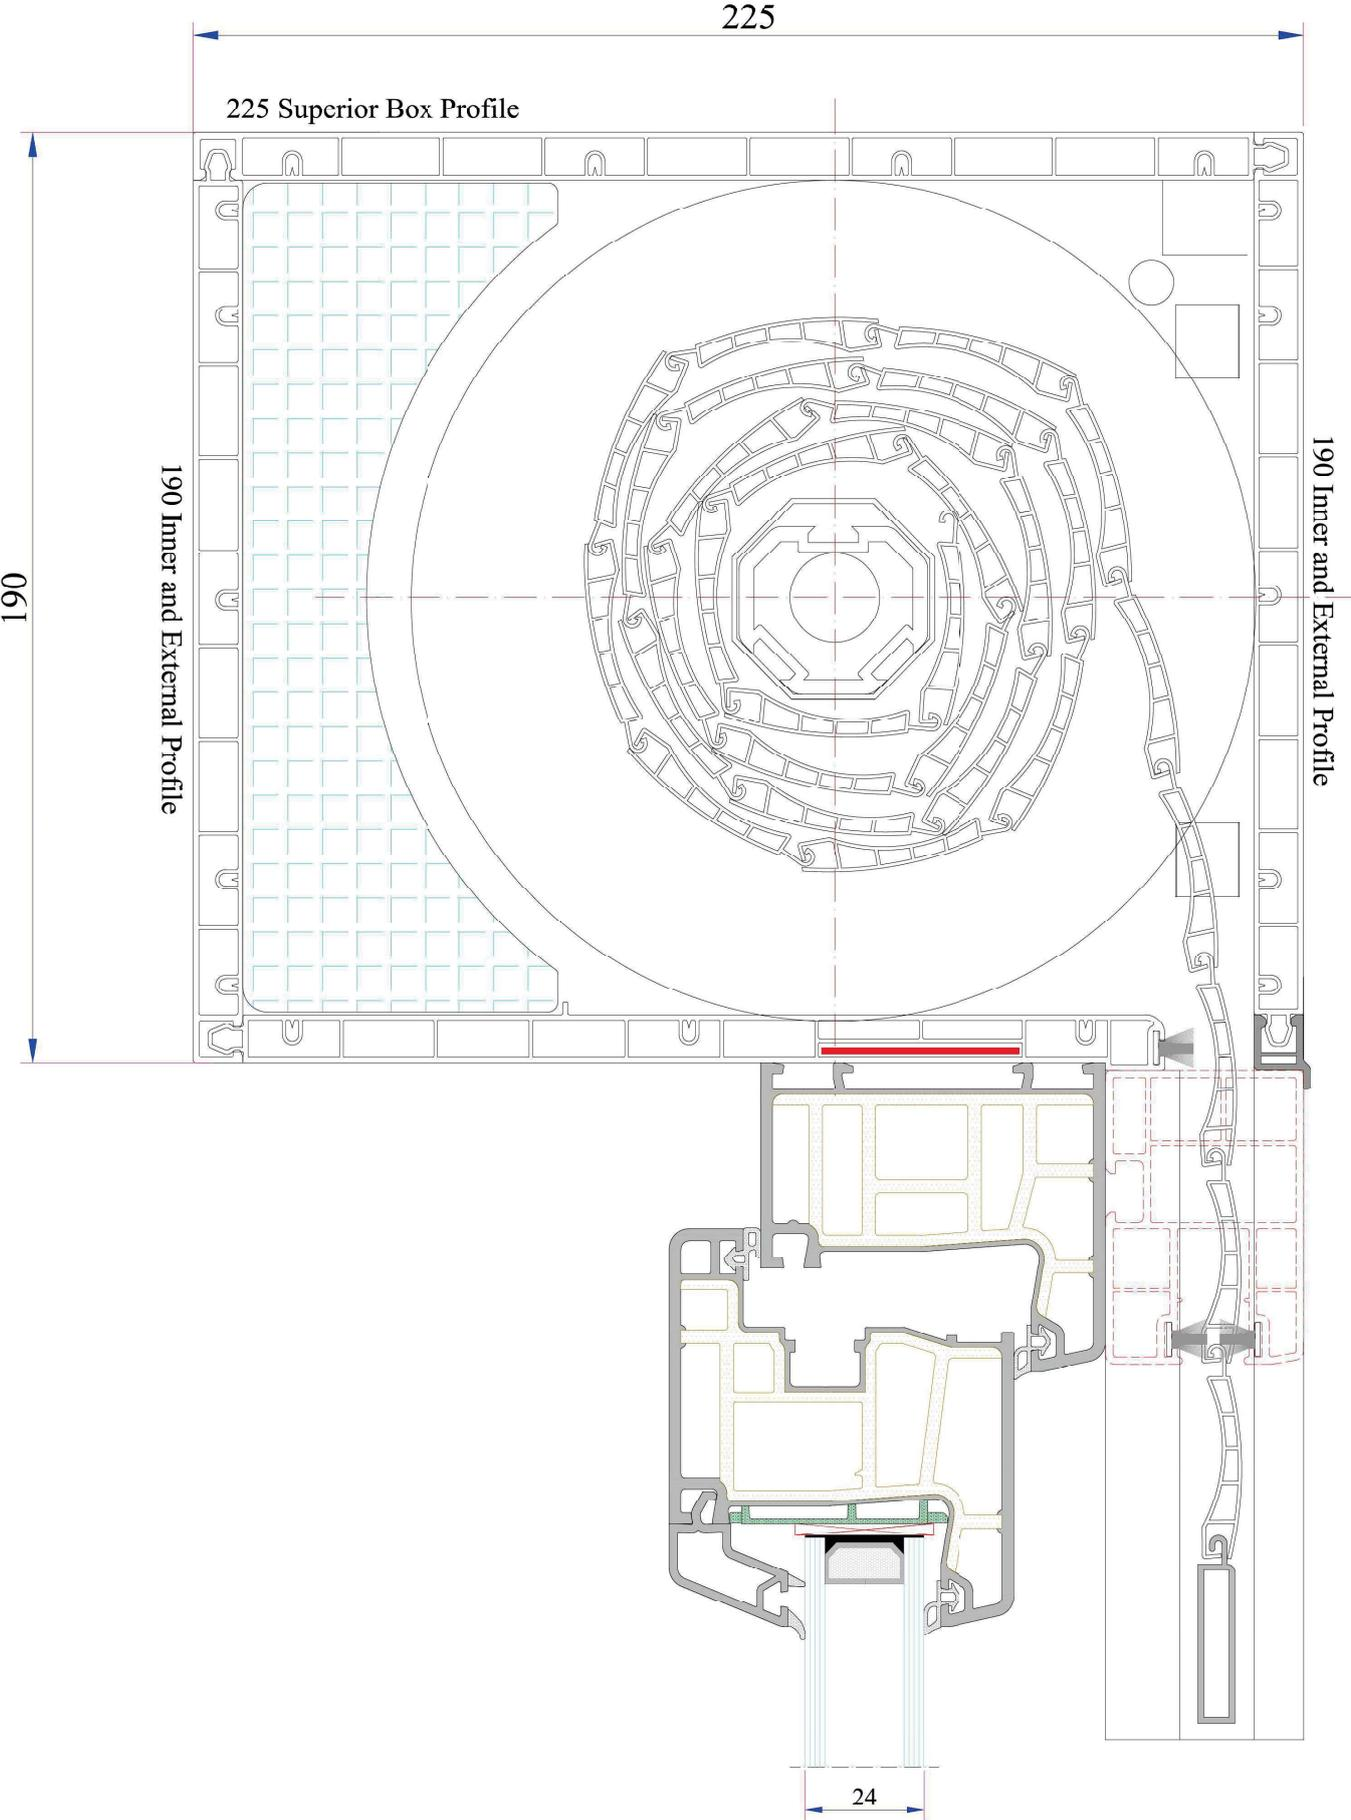 225
225 Superior Box Profile
190
190 Inner and External Profile
190 Inner and External Profile
24